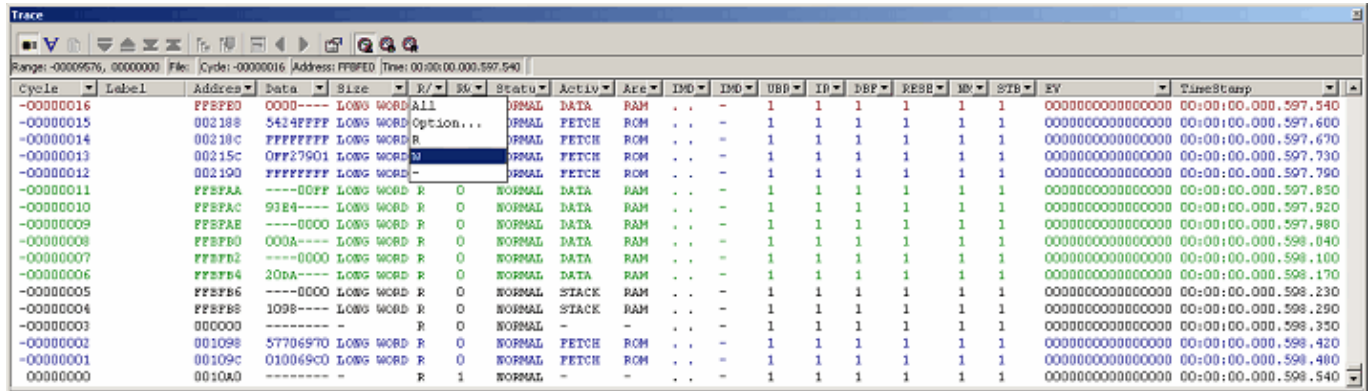 Trace
Range: -00009576, 00000000 File: Cycle: -00000016 Address: FFBFE0 Time: 00:00:00.000.597.540
Cycle Label Addres Data Size R/ RW Statu Activ Are IMD IMD UBR IR DBF RESE NM STB EV TimeStamp
-00000016 FFBFE0 0000---- LONG WORD All ORMAL DATA RAM . . - 1 1 1 1 1 1 0000000000000000 00:00:00.000.597.540
-00000015 002188 5424FFFF LONG WORD Option... ORMAL FETCH ROM . . - 1 1 1 1 1 1 0000000000000000 00:00:00.000.597.600
-00000014 00218C FFFFFFFF LONG WORD R ORMAL FETCH ROM . . - 1 1 1 1 1 1 0000000000000000 00:00:00.000.597.670
-00000013 00215C 0FF27901 LONG WORD W ORMAL FETCH ROM . . - 1 1 1 1 1 1 0000000000000000 00:00:00.000.597.730
-00000012 002190 FFFFFFFF LONG WORD - ORMAL FETCH ROM . . - 1 1 1 1 1 1 0000000000000000 00:00:00.000.597.790
-00000011 FFBFAA ----00FF LONG WORD R 0 NORMAL DATA RAM . . - 1 1 1 1 1 1 0000000000000000 00:00:00.000.597.850
-00000010 FFBFAC 93E4---- LONG WORD R 0 NORMAL DATA RAM . . - 1 1 1 1 1 1 0000000000000000 00:00:00.000.597.920
-00000009 FFBFAE ----0000 LONG WORD R 0 NORMAL DATA RAM . . - 1 1 1 1 1 1 0000000000000000 00:00:00.000.597.980
-00000008 FFBFB0 000A---- LONG WORD R 0 NORMAL DATA RAM . . - 1 1 1 1 1 1 0000000000000000 00:00:00.000.598.040
-00000007 FFBFB2 ----0000 LONG WORD R 0 NORMAL DATA RAM . . - 1 1 1 1 1 1 0000000000000000 00:00:00.000.598.100
-00000006 FFBFB4 20DA---- LONG WORD R 0 NORMAL DATA RAM . . - 1 1 1 1 1 1 0000000000000000 00:00:00.000.598.170
-00000005 FFBFB6 ----0000 LONG WORD R 0 NORMAL STACK RAM . . - 1 1 1 1 1 1 0000000000000000 00:00:00.000.598.230
-00000004 FFBFB8 1098---- LONG WORD R 0 NORMAL STACK RAM . . - 1 1 1 1 1 1 0000000000000000 00:00:00.000.598.290
-00000003 000000 -------- - R 0 NORMAL - - . . - 1 1 1 1 1 1 0000000000000000 00:00:00.000.598.350
-00000002 001098 57706970 LONG WORD R 0 NORMAL FETCH ROM . . - 1 1 1 1 1 1 0000000000000000 00:00:00.000.598.420
-00000001 00109C 010069C0 LONG WORD R 0 NORMAL FETCH ROM . . - 1 1 1 1 1 1 0000000000000000 00:00:00.000.598.480
00000000 0010A0 -------- - R 1 NORMAL - - . . - 1 1 1 1 1 1 0000000000000000 00:00:00.000.598.540